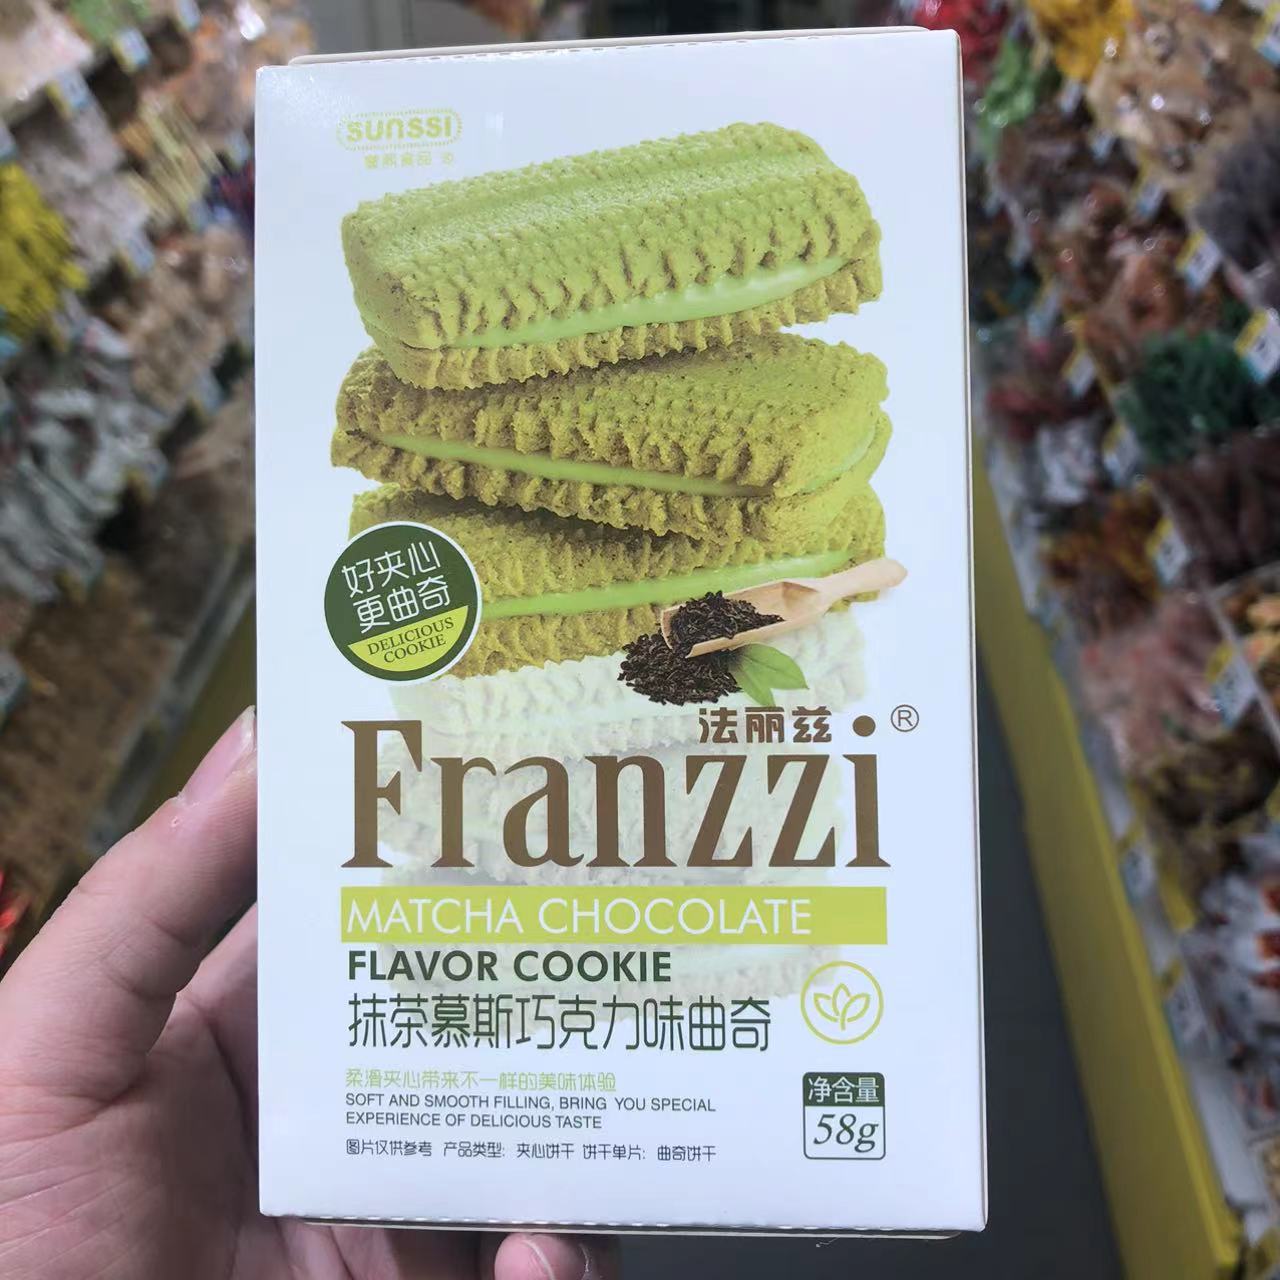 sunssi
好夹心
更曲奇
DELICIOUS
COOKIE
法丽兹
Franzzi®
MATCHA CHOCOLATE
FLAVOR COOKIE
抹茶慕斯巧克力味曲奇
柔滑夹心带来不一样的美味体验
SOFT AND SMOOTH FILLING, BRING YOU SPECIAL
EXPERIENCE OF DELICIOUS TASTE
图片仅供参考 产品类型: 夹心饼干 饼干单片: 曲奇饼干
净含量
58g